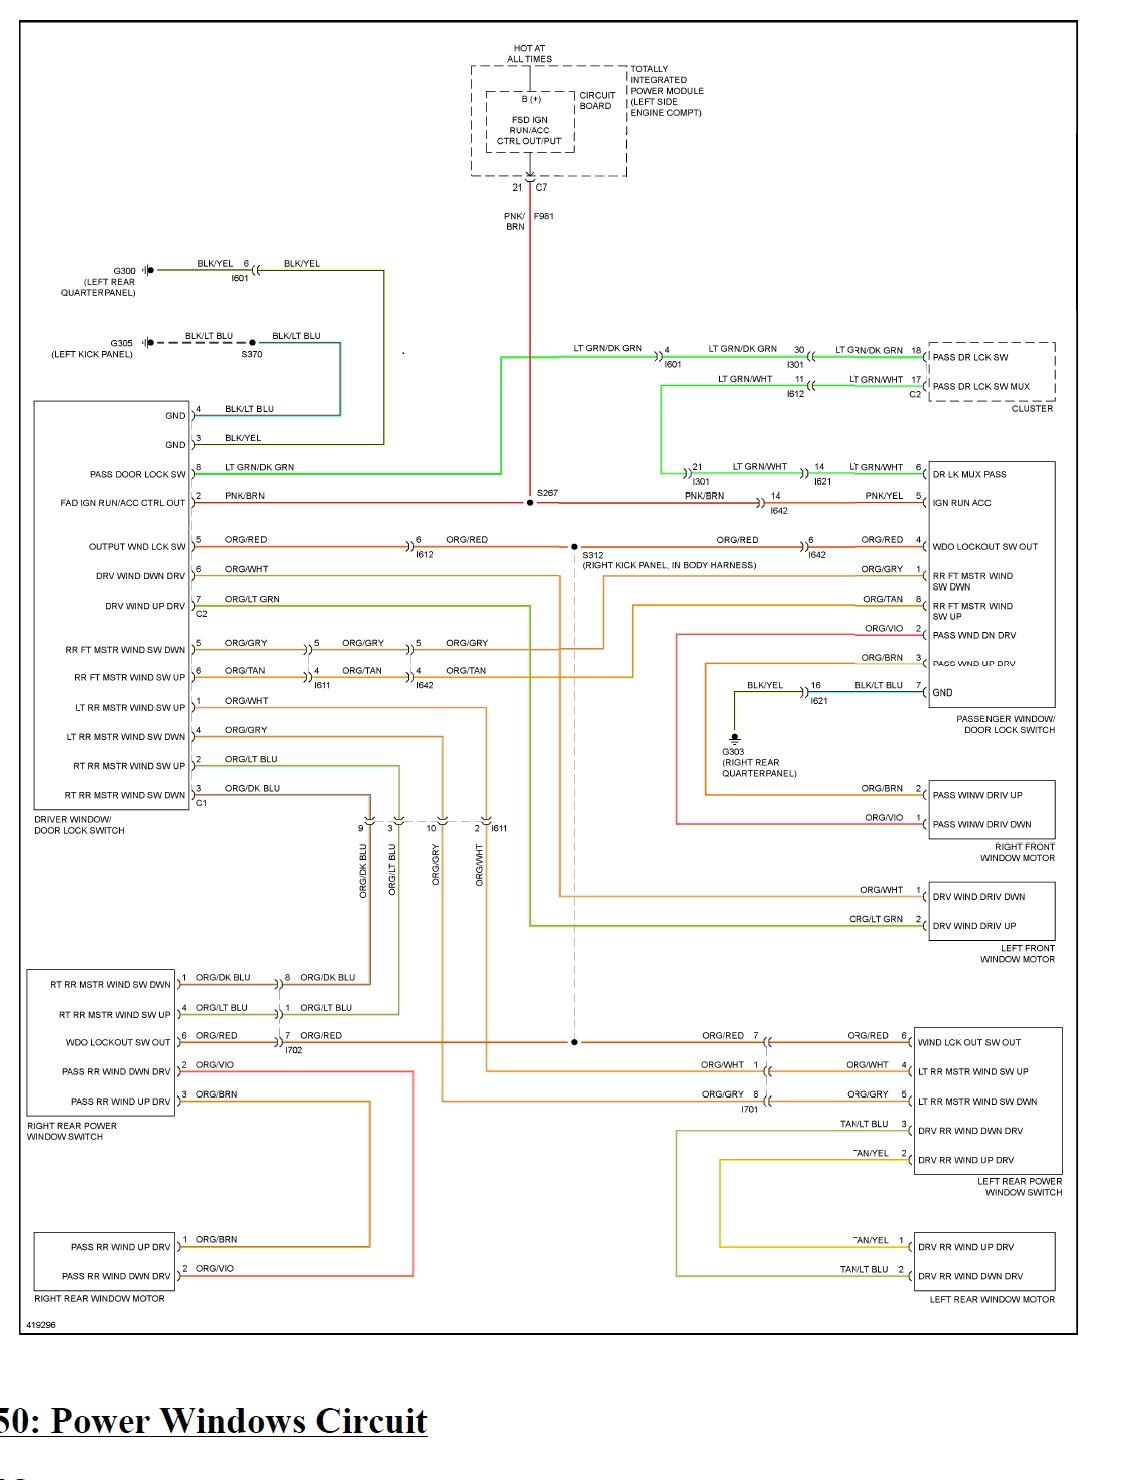 HOT AT
ALL TIMES
TOTALLY
INTEGRATED
POWER MODULE
(LEFT SIDE
ENGINE COMPT)
CIRCUIT
BOARD
B (+)
FSD IGN
RUN/ACC
CTRL OUT/PUT
21 C7
PNK/
BRN
F981
G300
(LEFT REAR
QUARTERPANEL)
BLK/YEL 6 BLK/YEL
I601
G305
(LEFT KICK PANEL)
BLK/LT BLU BLK/LT BLU
S370
LT GRN/DK GRN 4 LT GRN/DK GRN 30 LT GRN/DK GRN 18 PASS DR LCK SW
I601 I301
LT GRN/WHT 11 LT GRN/WHT 17 PASS DR LCK SW MUX
I612 C2
CLUSTER
GND 4 BLK/LT BLU
GND 3 BLK/YEL
PASS DOOR LOCK SW 8 LT GRN/DK GRN
21 LT GRN/WHT 14 LT GRN/WHT 6 DR LK MUX PASS
I301 I621
FAD IGN RUN/ACC CTRL OUT 2 PNK/BRN S267 PNK/BRN 14 PNK/YEL 5 IGN RUN ACC
I642
OUTPUT WND LCK SW 5 ORG/RED 6 ORG/RED ORG/RED 6 ORG/RED 4 WDO LOCKOUT SW OUT
I612 S312 I642
(RIGHT KICK PANEL, IN BODY HARNESS)
DRV WIND DWN DRV 6 ORG/WHT ORG/GRY 1 RR FT MSTR WIND
SW DWN
DRV WIND UP DRV 7 ORG/LT GRN ORG/TAN 8 RR FT MSTR WIND
C2 SW UP
ORG/VIO 2 PASS WND DN DRV
RR FT MSTR WIND SW DWN 5 ORG/GRY 5 ORG/GRY 5 ORG/GRY
ORG/BRN 3 PASS WND UP DRV
RR FT MSTR WIND SW UP 6 ORG/TAN 4 ORG/TAN 4 ORG/TAN
I611 I642
BLK/YEL 16 BLK/LT BLU 7 GND
I621
LT RR MSTR WIND SW UP 1 ORG/WHT
PASSENGER WINDOW/
DOOR LOCK SWITCH
LT RR MSTR WIND SW DWN 4 ORG/GRY
G303
(RIGHT REAR
QUARTERPANEL)
RT RR MSTR WIND SW UP 2 ORG/LT BLU
RT RR MSTR WIND SW DWN 3 ORG/DK BLU
C1
ORG/BRN 2 PASS WINW DRIV UP
DRIVER WINDOW/
DOOR LOCK SWITCH
ORG/VIO 1 PASS WINW DRIV DWN
9 3 10 2 I611
RIGHT FRONT
WINDOW MOTOR
ORG/DK BLU
ORG/LT BLU
ORG/GRY
ORG/WHT
ORG/WHT 1 DRV WIND DRIV DWN
ORG/LT GRN 2 DRV WIND DRIV UP
LEFT FRONT
WINDOW MOTOR
RT RR MSTR WIND SW DWN 1 ORG/DK BLU 8 ORG/DK BLU
RT RR MSTR WIND SW UP 4 ORG/LT BLU 1 ORG/LT BLU
WDO LOCKOUT SW OUT 6 ORG/RED 7 ORG/RED ORG/RED 7 ORG/RED 6 WIND LCK OUT SW OUT
I702
PASS RR WIND DWN DRV 2 ORG/VIO ORG/WHT 1 ORG/WHT 4 LT RR MSTR WIND SW UP
PASS RR WIND UP DRV 3 ORG/BRN ORG/GRY 8 ORG/GRY 5 LT RR MSTR WIND SW DWN
I701
RIGHT REAR POWER
WINDOW SWITCH
TAN/LT BLU 3 DRV RR WIND DWN DRV
TAN/YEL 2 DRV RR WIND UP DRV
LEFT REAR POWER
WINDOW SWITCH
PASS RR WIND UP DRV 1 ORG/BRN TAN/YEL 1 DRV RR WIND UP DRV
PASS RR WIND DWN DRV 2 ORG/VIO TAN/LT BLU 2 DRV RR WIND DWN DRV
RIGHT REAR WINDOW MOTOR LEFT REAR WINDOW MOTOR
419296
50: Power Windows Circuit